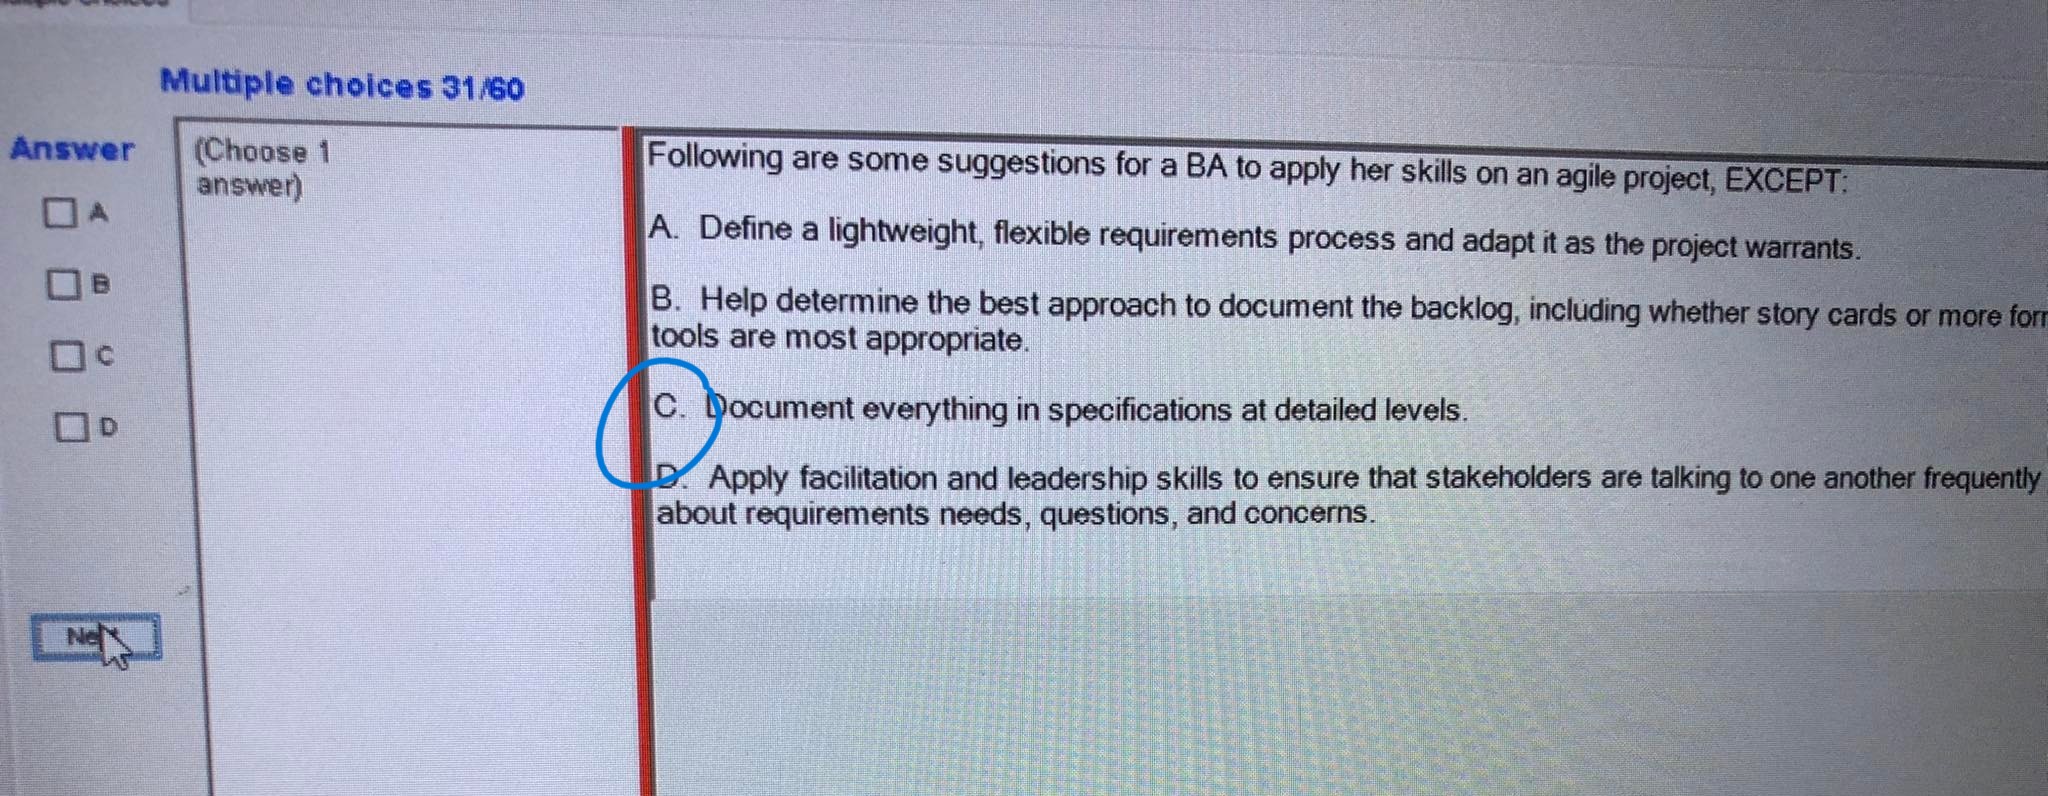 Multiple choices 31/60
Answer
(Choose 1
answer)
A
B
C
D
Following are some suggestions for a BA to apply her skills on an agile project, EXCEPT:
A. Define a lightweight, flexible requirements process and adapt it as the project warrants.
B. Help determine the best approach to document the backlog, including whether story cards or more
tools are most appropriate.
C. Document everything in specifications at detailed levels.
D. Apply facilitation and leadership skills to ensure that stakeholders are talking to one another frequently
about requirements needs, questions, and concerns.